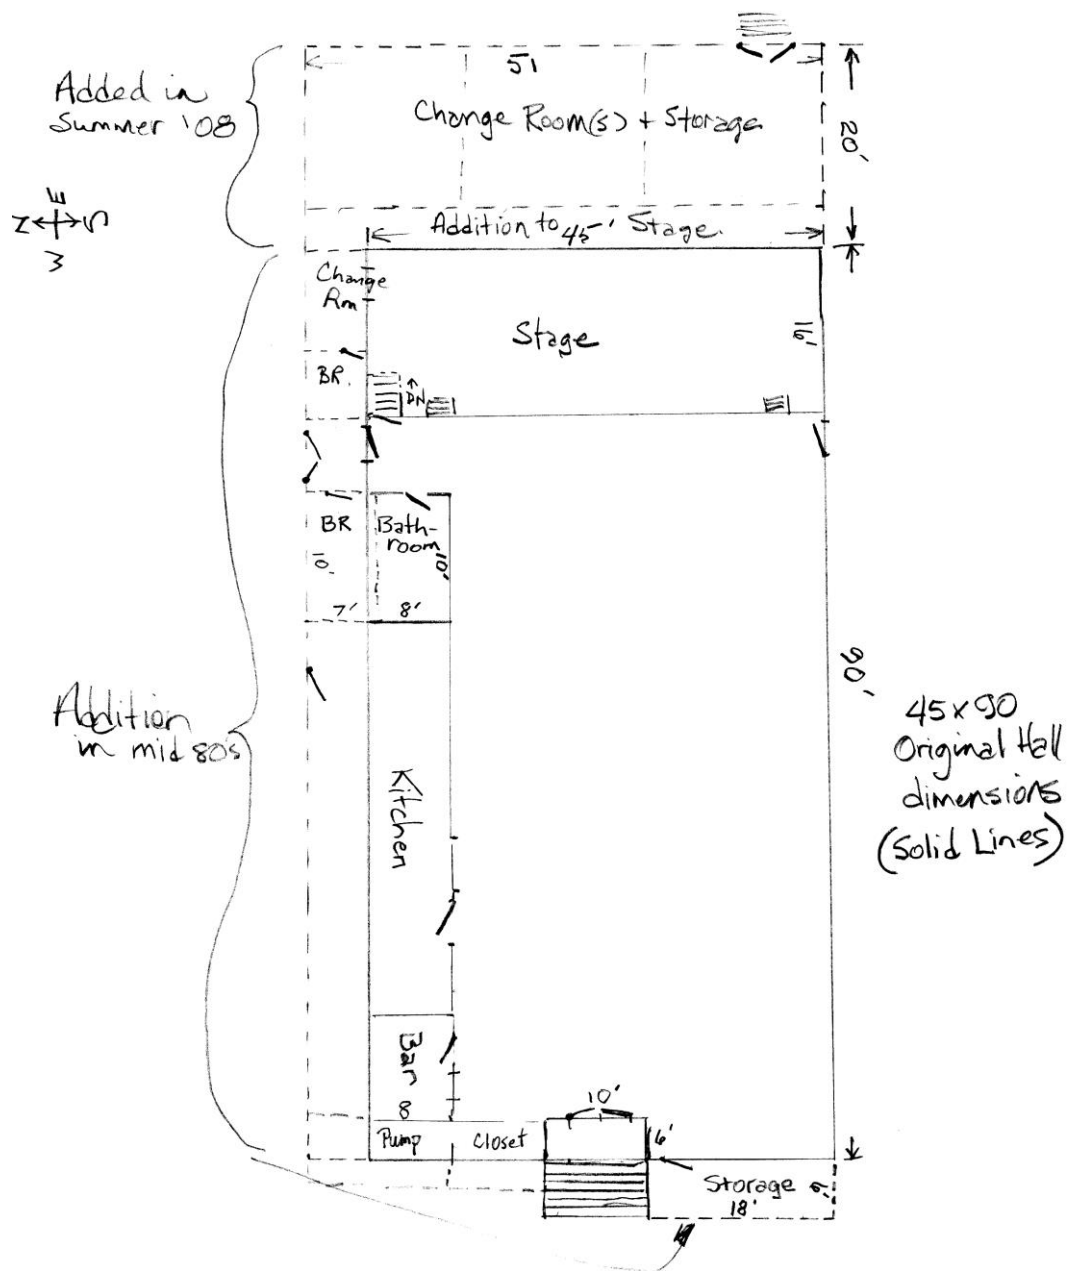 51
Added in
Summer '08
Change Room(s) + Storage
20'
E
N S
W
Addition to 45' Stage.
Change
Rm
Stage
16'
BR.
DN
BR
Bath-
room
10'
10'
7'
8'
90'
45x90
Original Hall
dimensions
(Solid Lines)
Addition
in mid 80s
Kitchen
Bar
8
10'
Pump
Closet
6'
Storage
6'
18'